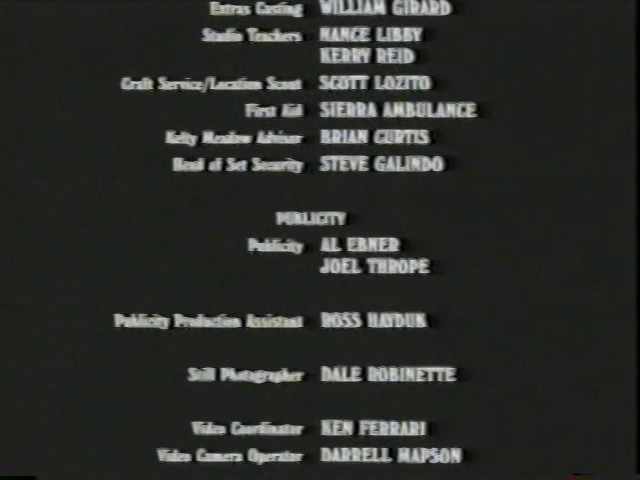 Extras Casting WILLIAM GIRARD
Studio Teachers NANCE LIBBY
KERRY REID
Craft Service/Location Scout SCOTT LOZITO
First Aid SIERRA AMBULANCE
Kelty Meadow Advisor BRIAN CURTIS
Head of Set Security STEVE GALINDO
PUBLICITY
Publicity AL EBNER
JOEL THROPE
Publicity Production Assistant ROSS HAYDUK
Still Photographer DALE ROBINETTE
Video Coordinator KEN FERRARI
Video Camera Operator DARRELL MAPSON